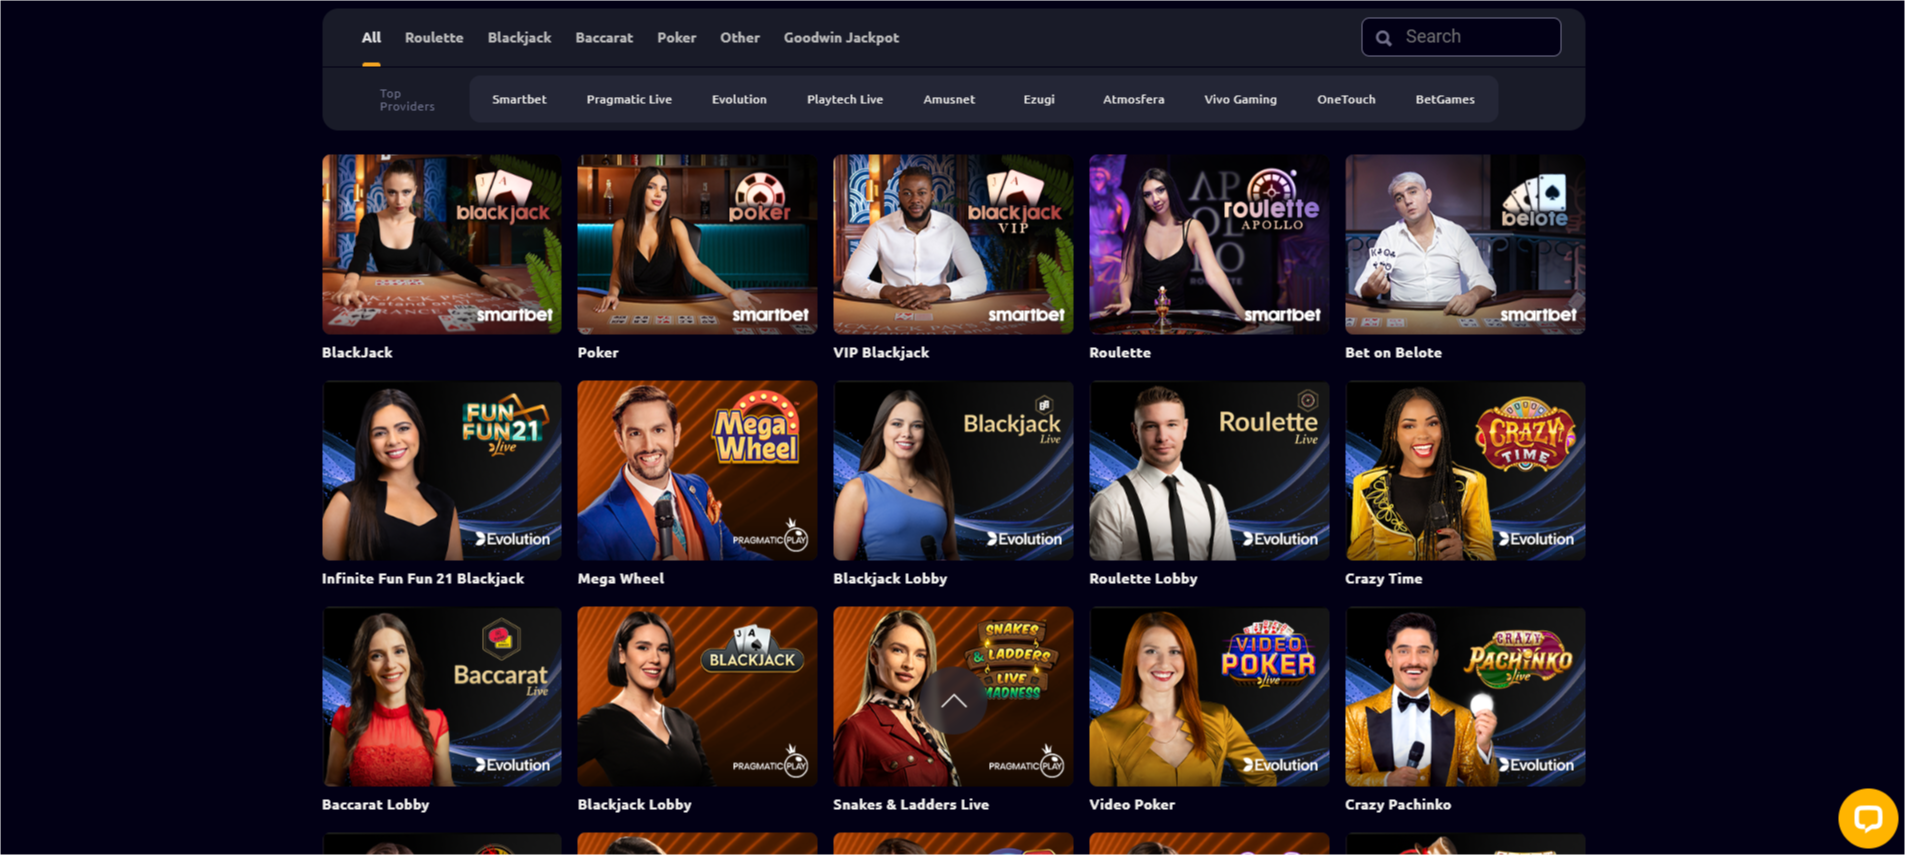 All Roulette Blackjack Baccarat Poker Other Goodwin Jackpot Search
Top
Providers
Smartbet Pragmatic Live Evolution Playtech Live Amusnet Ezugi Atmosfera Vivo Gaming OneTouch BetGames
blackjack
smartbet
poker
smartbet
blackjack
VIP
smartbet
roulette
APOLLO
smartbet
belote
smartbet
BlackJack Poker VIP Blackjack Roulette Bet on Belote
FUN
FUN21
Live
Evolution
Mega
Wheel
PRAGMATIC PLAY
Blackjack
Live
Evolution
Roulette
Live
Evolution
CRAZY
TIME
Evolution
Infinite Fun Fun 21 Blackjack Mega Wheel Blackjack Lobby Roulette Lobby Crazy Time
Baccarat
Live
Evolution
BLACKJACK
PRAGMATIC PLAY
SNAKES
& LADDERS
LIVE
MADNESS
PRAGMATIC PLAY
VIDEO
POKER
Live
Evolution
CRAZY
PACHINKO
Live
Evolution
Baccarat Lobby Blackjack Lobby Snakes & Ladders Live Video Poker Crazy Pachinko